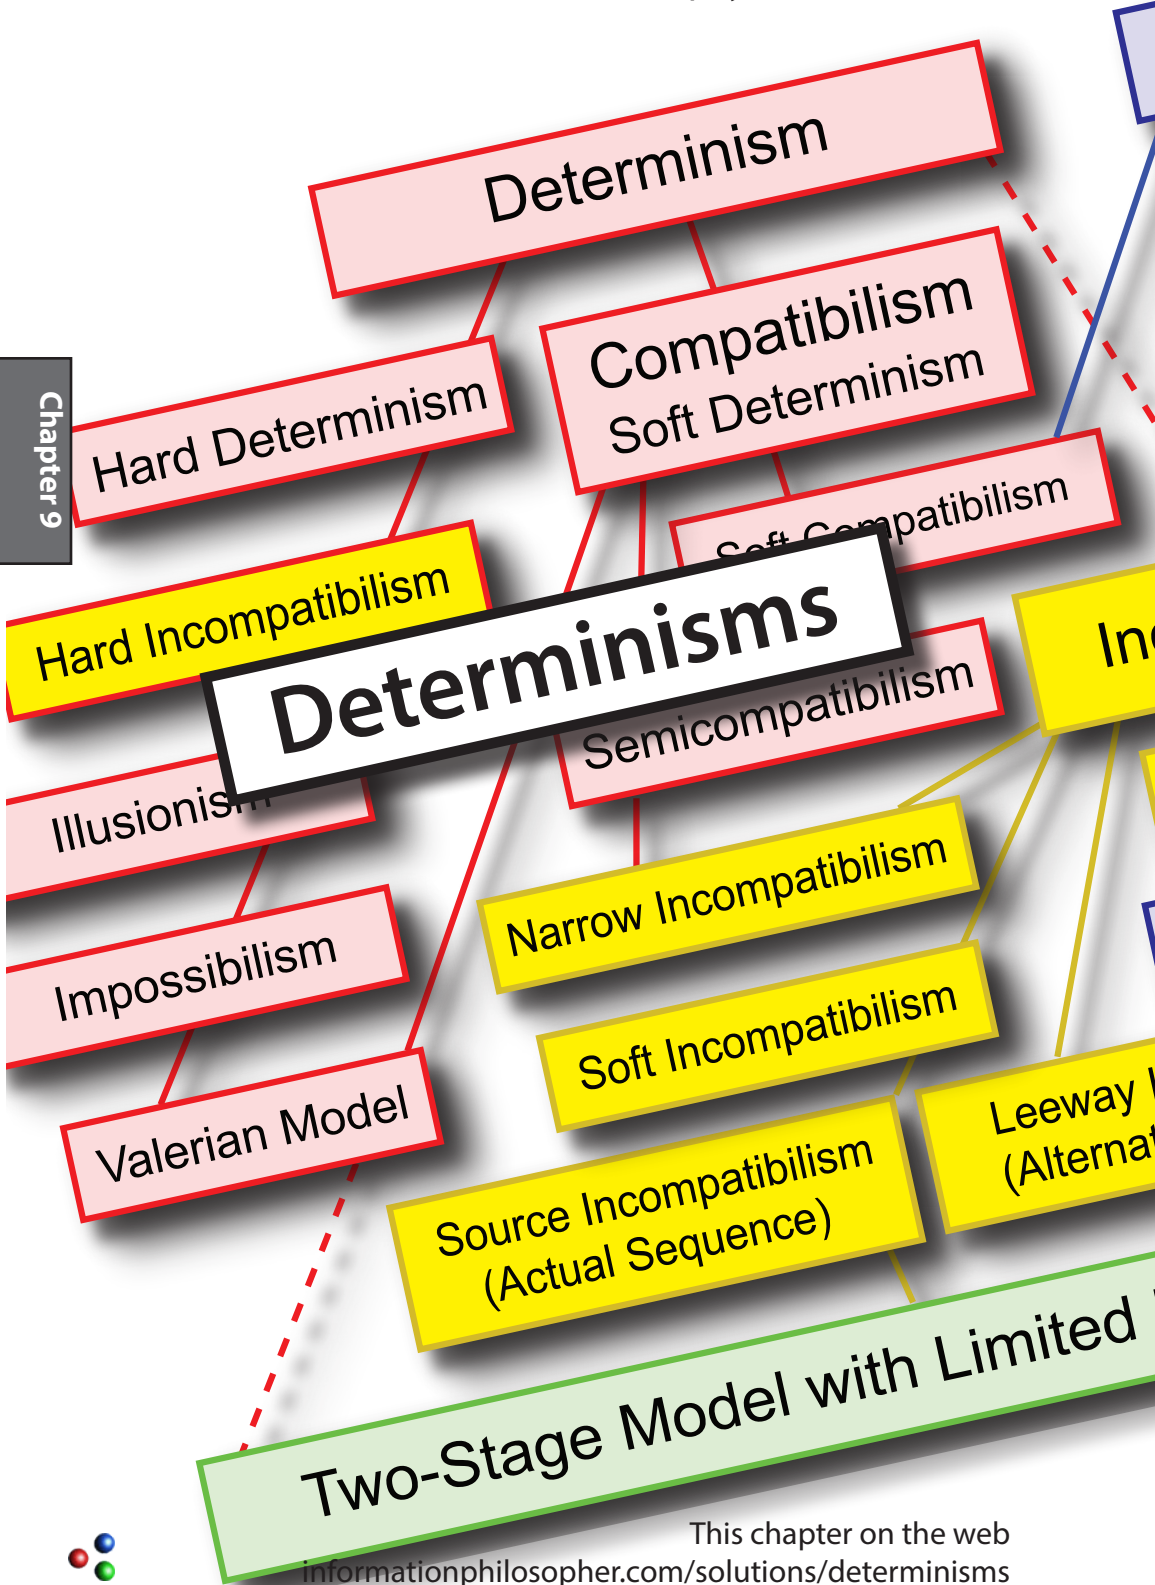 Determinism
Compatibilism
Soft Determinism
Hard Determinism
Chapter 9
Soft Compatibilism
Hard Incompatibilism
Determinisms
Semicompatibilism
Illusionism
Narrow Incompatibilism
Impossibilism
Soft Incompatibilism
Valerian Model
Leeway
Source Incompatibilism
(Actual Sequence)
Two-Stage Model with Limited
This chapter on the web
informationphilosopher.com/solutions/determinisms